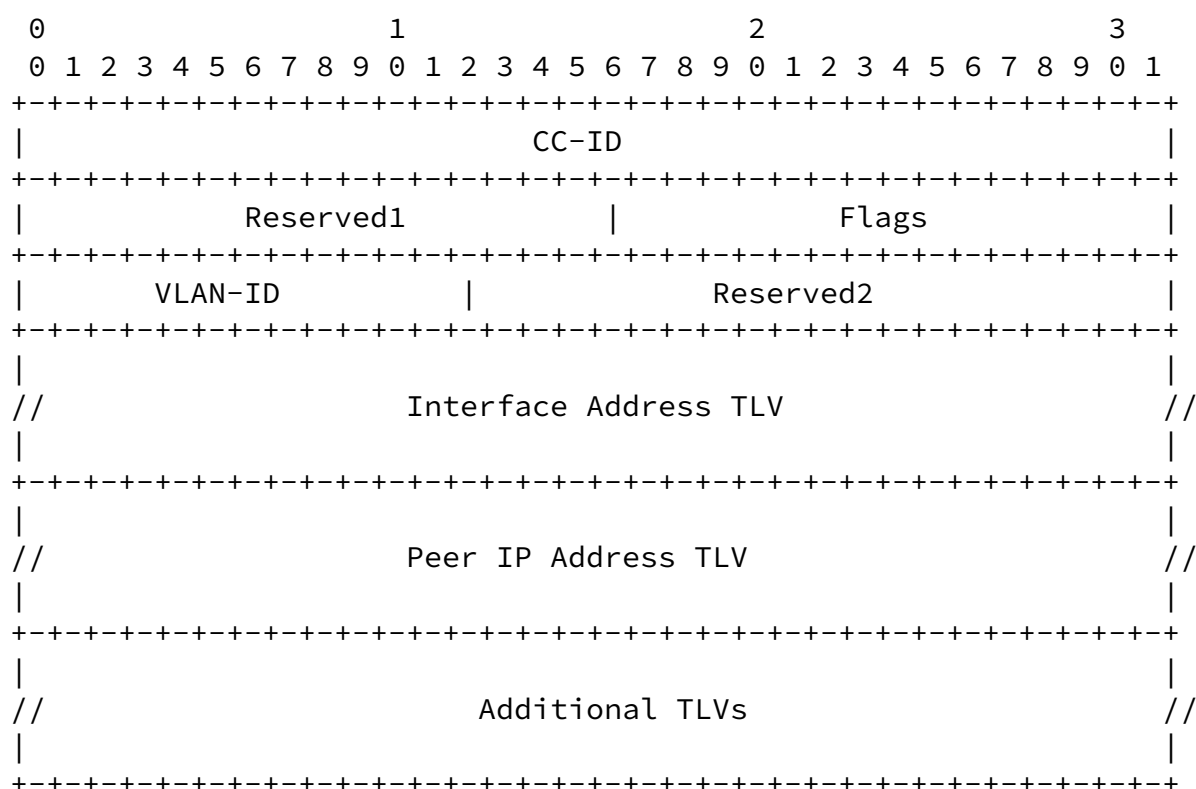 0                   1                   2                   3
 0 1 2 3 4 5 6 7 8 9 0 1 2 3 4 5 6 7 8 9 0 1 2 3 4 5 6 7 8 9 0 1
+-+-+-+-+-+-+-+-+-+-+-+-+-+-+-+-+-+-+-+-+-+-+-+-+-+-+-+-+-+-+-+-+
|                            CC-ID                              |
+-+-+-+-+-+-+-+-+-+-+-+-+-+-+-+-+-+-+-+-+-+-+-+-+-+-+-+-+-+-+-+-+
|            Reserved1           |            Flags             |
+-+-+-+-+-+-+-+-+-+-+-+-+-+-+-+-+-+-+-+-+-+-+-+-+-+-+-+-+-+-+-+-+
|       VLAN-ID          |             Reserved2                |
+-+-+-+-+-+-+-+-+-+-+-+-+-+-+-+-+-+-+-+-+-+-+-+-+-+-+-+-+-+-+-+-+
|                                                               |
//                    Interface Address TLV                     //
|                                                               |
+-+-+-+-+-+-+-+-+-+-+-+-+-+-+-+-+-+-+-+-+-+-+-+-+-+-+-+-+-+-+-+-+
|                                                               |
//                    Peer IP Address TLV                       //
|                                                               |
+-+-+-+-+-+-+-+-+-+-+-+-+-+-+-+-+-+-+-+-+-+-+-+-+-+-+-+-+-+-+-+-+
|                                                               |
//                        Additional TLVs                       //
|                                                               |
+-+-+-+-+-+-+-+-+-+-+-+-+-+-+-+-+-+-+-+-+-+-+-+-+-+-+-+-+-+-+-+-+